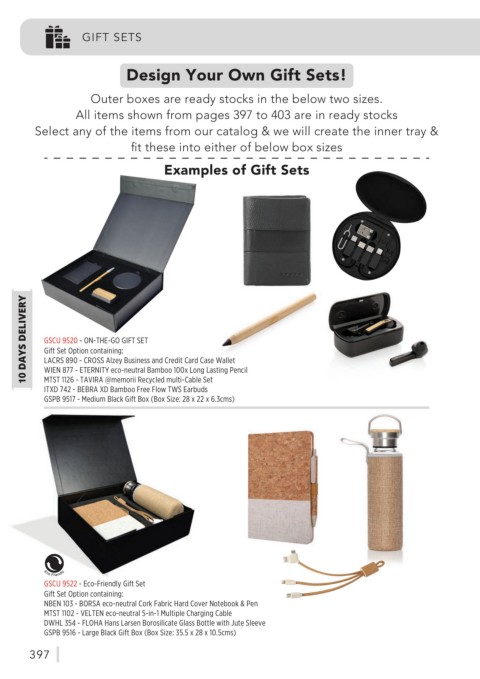 GIFT SETS
Design Your Own Gift Sets!
Outer boxes are ready stocks in the below two sizes.
All items shown from pages 397 to 403 are in ready stocks
Select any of the items from our catalog & we will create the inner tray &
fit these into either of below box sizes
Examples of Gift Sets
10 DAYS DELIVERY
GSCU 9520 - ON-THE-GO GIFT SET
Gift Set Option containing:
LACRS 890 - CROSS Alzey Business and Credit Card Case Wallet
WIEN 877 - ETERNITY eco-neutral Bamboo 100x Long Lasting Pencil
MTST 1126 - TAVIRA @memorii Recycled multi-Cable Set
ITXD 742 - BEBRA XD Bamboo Free Flow TWS Earbuds
GSPB 9517 - Medium Black Gift Box (Box Size: 28 x 22 x 6.3cms)
GSCU 9522 - Eco-Friendly Gift Set
Gift Set Option containing:
NBEN 103 - BORSA eco-neutral Cork Fabric Hard Cover Notebook & Pen
MTST 1102 - VELTEN eco-neutral 5-in-1 Multiple Charging Cable
DWHL 354 - FLOHA Hans Larsen Borosilicate Glass Bottle with Jute Sleeve
GSPB 9516 - Large Black Gift Box (Box Size: 35.5 x 28 x 10.5cms)
397